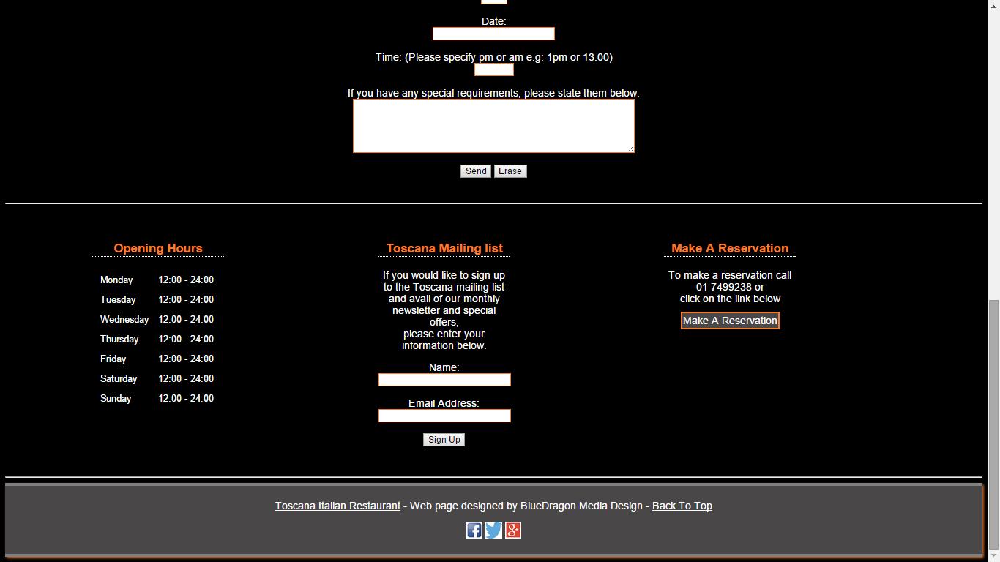 Date:
Time: (Please specify pm or am e.g: 1pm or 13.00)
If you have any special requirements, please state them below.
Send Erase
Opening Hours
Monday 12:00 - 24:00
Tuesday 12:00 - 24:00
Wednesday 12:00 - 24:00
Thursday 12:00 - 24:00
Friday 12:00 - 24:00
Saturday 12:00 - 24:00
Sunday 12:00 - 24:00
Toscana Mailing list
If you would like to sign up
to the Toscana mailing list
and avail of our monthly
newsletter and special
offers,
please enter your
information below.
Name:
Email Address:
Sign Up
Make A Reservation
To make a reservation call
01 7499238 or
click on the link below
Make A Reservation
Toscana Italian Restaurant - Web page designed by BlueDragon Media Design - Back To Top